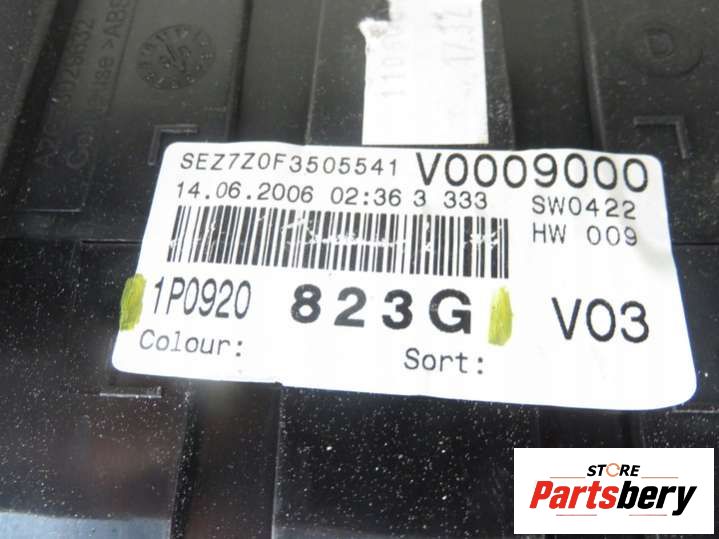 SEZ7Z0F3505541 V0009000
14.06.2006 02:36 3 333 SW0422
HW 009
1P0920 823G V03
Colour: Sort:
STORE
Partsbery